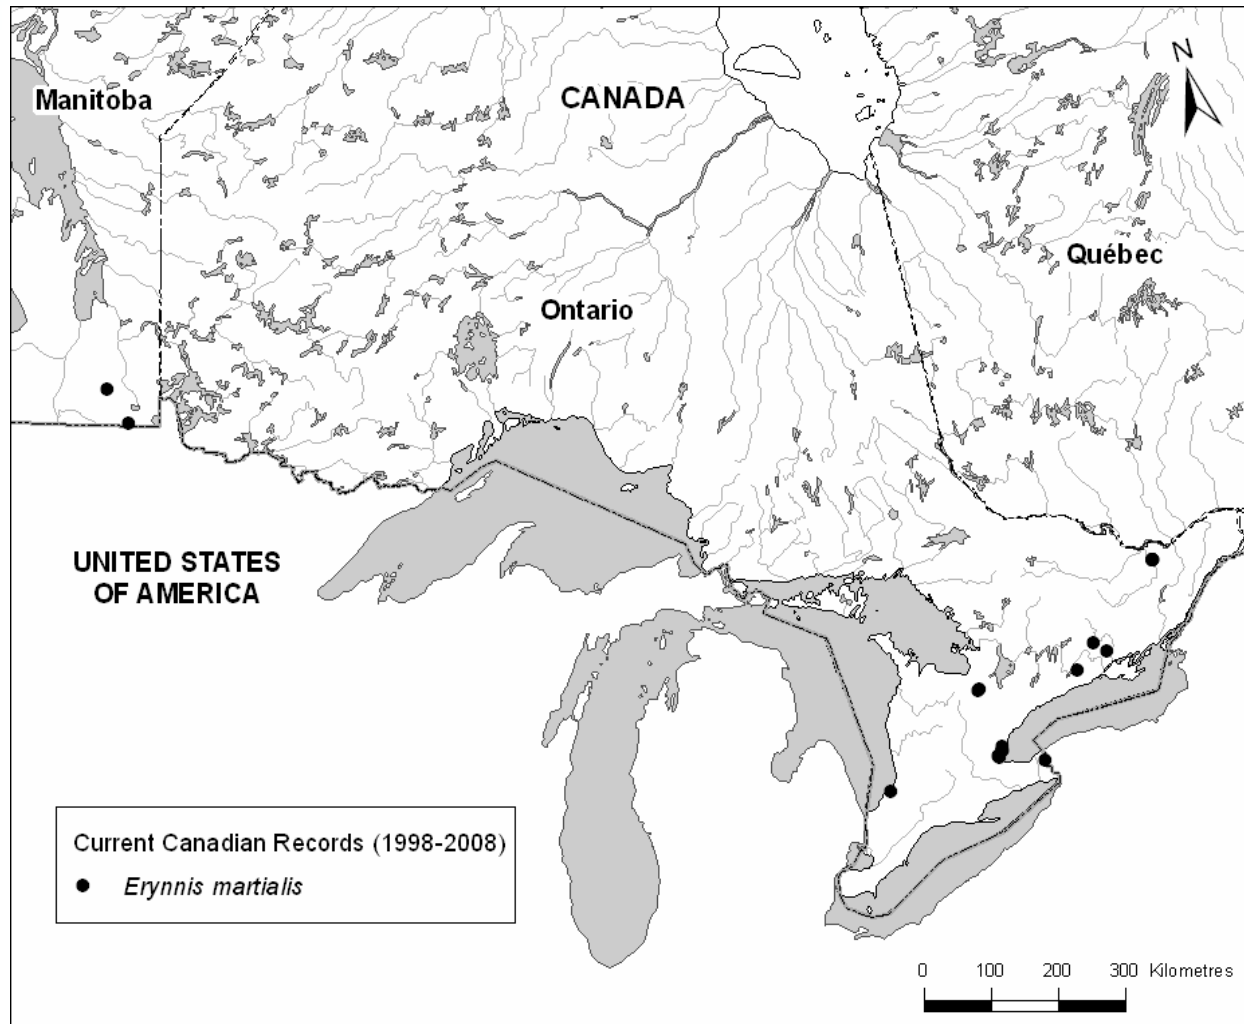 Manitoba
CANADA
N
Québec
Ontario
UNITED STATES
OF AMERICA
Current Canadian Records (1998-2008)
Erynnis martialis
0 100 200 300 Kilometres